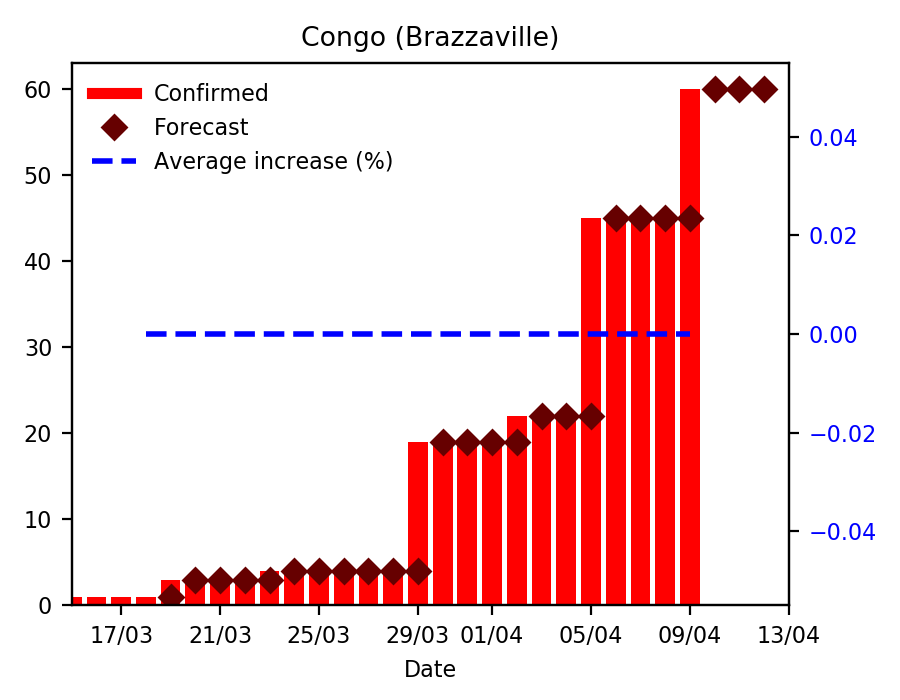 Congo (Brazzaville)
Confirmed
Forecast
Average increase (%)
60
50
40
30
20
10
0
0.04
0.02
0.00
−0.02
−0.04
17/03 21/03 25/03 29/03 01/04 05/04 09/04 13/04
Date